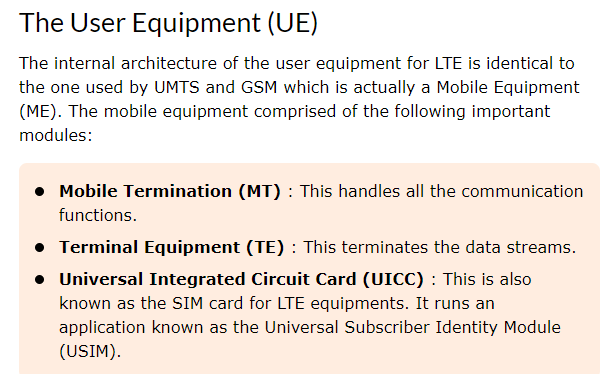 The User Equipment (UE)
The internal architecture of the user equipment for LTE is identical to
the one used by UMTS and GSM which is actually a Mobile Equipment
(ME). The mobile equipment comprised of the following important
modules:
● Mobile Termination (MT) : This handles all the communication
functions.
● Terminal Equipment (TE) : This terminates the data streams.
● Universal Integrated Circuit Card (UICC) : This is also
known as the SIM card for LTE equipments. It runs an
application known as the Universal Subscriber Identity Module
(USIM).